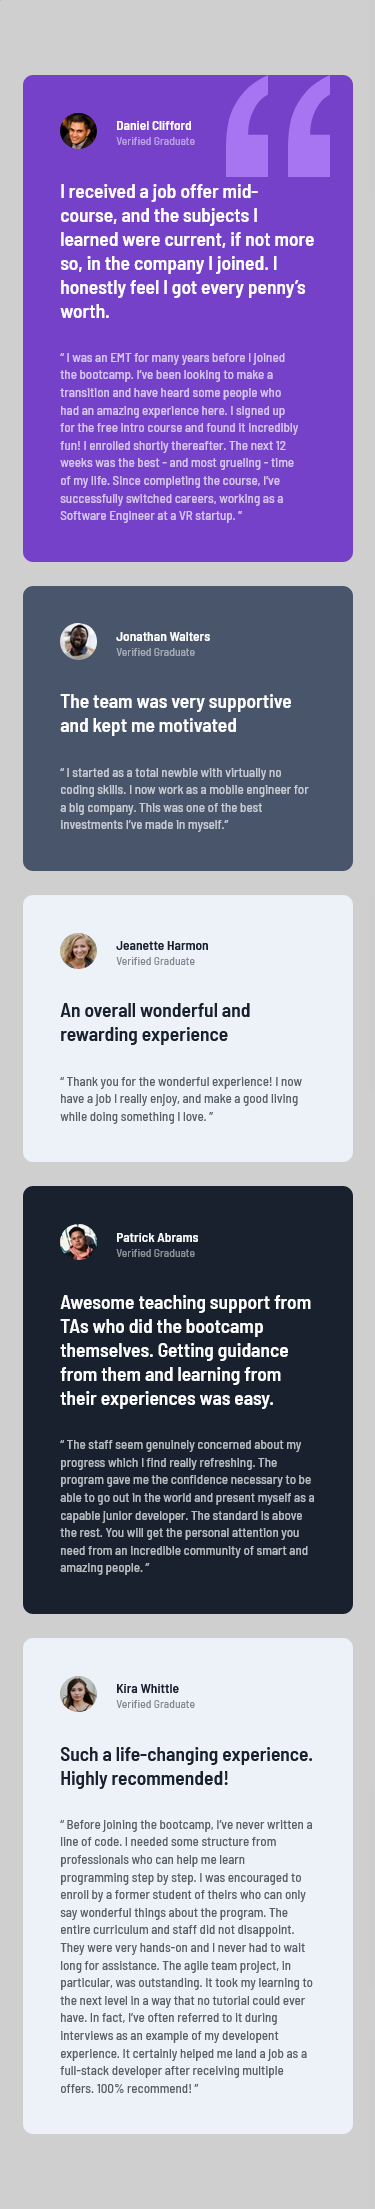 Daniel Clifford
Verified Graduate
I received a job offer mid-
course, and the subjects I
learned were current, if not more
so, in the company I joined. I
honestly feel I got every penny’s
worth.
“ I was an EMT for many years before I joined
the bootcamp. I’ve been looking to make a
transition and have heard some people who
had an amazing experience here. I signed up
for the free intro course and found it incredibly
fun! I enrolled shortly thereafter. The next 12
weeks was the best - and most grueling - time
of my life. Since completing the course, I’ve
successfully switched careers, working as a
Software Engineer at a VR startup. ”
Jonathan Walters
Verified Graduate
The team was very supportive
and kept me motivated
“ I started as a total newbie with virtually no
coding skills. I now work as a mobile engineer for
a big company. This was one of the best
investments I’ve made in myself.”
Jeanette Harmon
Verified Graduate
An overall wonderful and
rewarding experience
“ Thank you for the wonderful experience! I now
have a job I really enjoy, and make a good living
while doing something I love. ”
Patrick Abrams
Verified Graduate
Awesome teaching support from
TAs who did the bootcamp
themselves. Getting guidance
from them and learning from
their experiences was easy.
“ The staff seem genuinely concerned about my
progress which I find really refreshing. The
program gave me the confidence necessary to be
able to go out in the world and present myself as a
capable junior developer. The standard is above
the rest. You will get the personal attention you
need from an incredible community of smart and
amazing people. ”
Kira Whittle
Verified Graduate
Such a life-changing experience.
Highly recommended!
“ Before joining the bootcamp, I’ve never written a
line of code. I needed some structure from
professionals who can help me learn
programming step by step. I was encouraged to
enroll by a former student of theirs who can only
say wonderful things about the program. The
entire curriculum and staff did not disappoint.
They were very hands-on and I never had to wait
long for assistance. The agile team project, in
particular, was outstanding. It took my learning to
the next level in a way that no tutorial could ever
have. In fact, I’ve often referred to it during
interviews as an example of my developent
experience. It certainly helped me land a job as a
full-stack developer after receiving multiple
offers. 100% recommend! ”